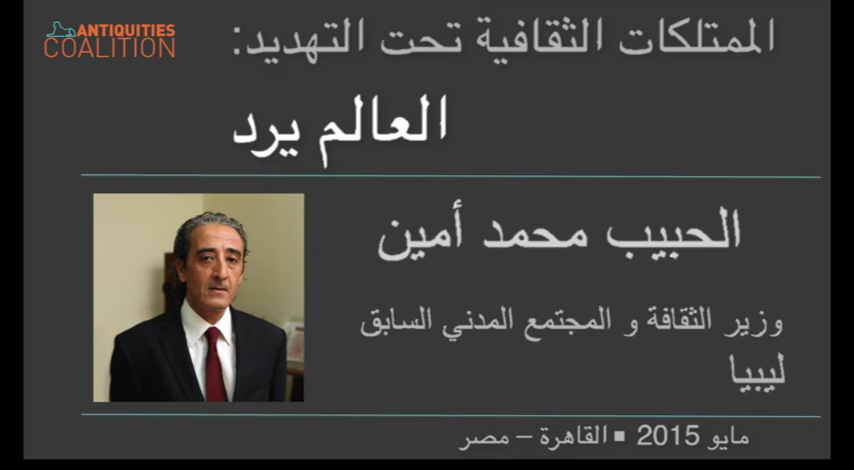 ANTIQUITIES
COALITION
الممتلكات الثقافية تحت التهديد:
العالم يرد
الحبيب محمد أمين
وزير الثقافة و المجتمع المدني السابق
ليبيا
مايو 2015 ▪ القاهرة – مصر